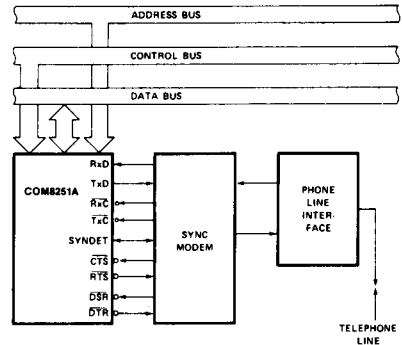 ADDRESS BUS
CONTROL BUS
DATA BUS
COM8251A
RxD
TxD
RxC
TxC
SYNDET
CTS
RTS
DSR
DTR
SYNC
MODEM
PHONE
LINE
INTER-
FACE
TELEPHONE
LINE